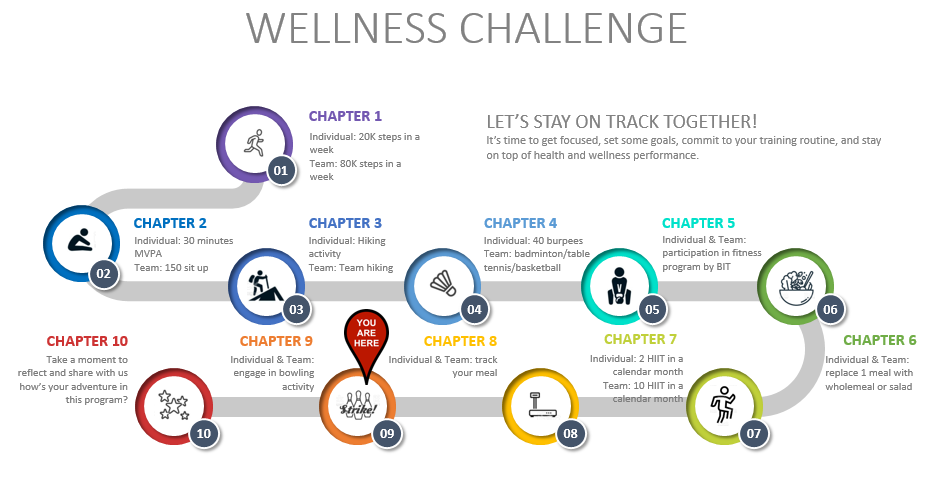 WELLNESS CHALLENGE
CHAPTER 1
Individual: 20K steps in a
week
Team: 80K steps in a
week
01
LET'S STAY ON TRACK TOGETHER!
It's time to get focused, set some goals, commit to your training routine, and stay
on top of health and wellness performance.
CHAPTER 2
Individual: 30 minutes
MVPA
Team: 150 sit up
02
CHAPTER 3
Individual: Hiking
activity
Team: Team hiking
03
CHAPTER 4
Individual: 40 burpees
Team: badminton/table
tennis/basketball
04
CHAPTER 5
Individual & Team:
participation in fitness
program by BIT
05
06
CHAPTER 6
Individual & Team:
replace 1 meal with
wholemeal or salad
CHAPTER 7
Individual: 2 HIIT in a
calendar month
Team: 10 HIIT in a
calendar month
07
CHAPTER 8
Individual & Team: track
your meal
08
YOU
ARE
HERE
CHAPTER 9
Individual & Team:
engage in bowling
activity
Strike!
09
CHAPTER 10
Take a moment to
reflect and share with us
how's your adventure in
this program?
10